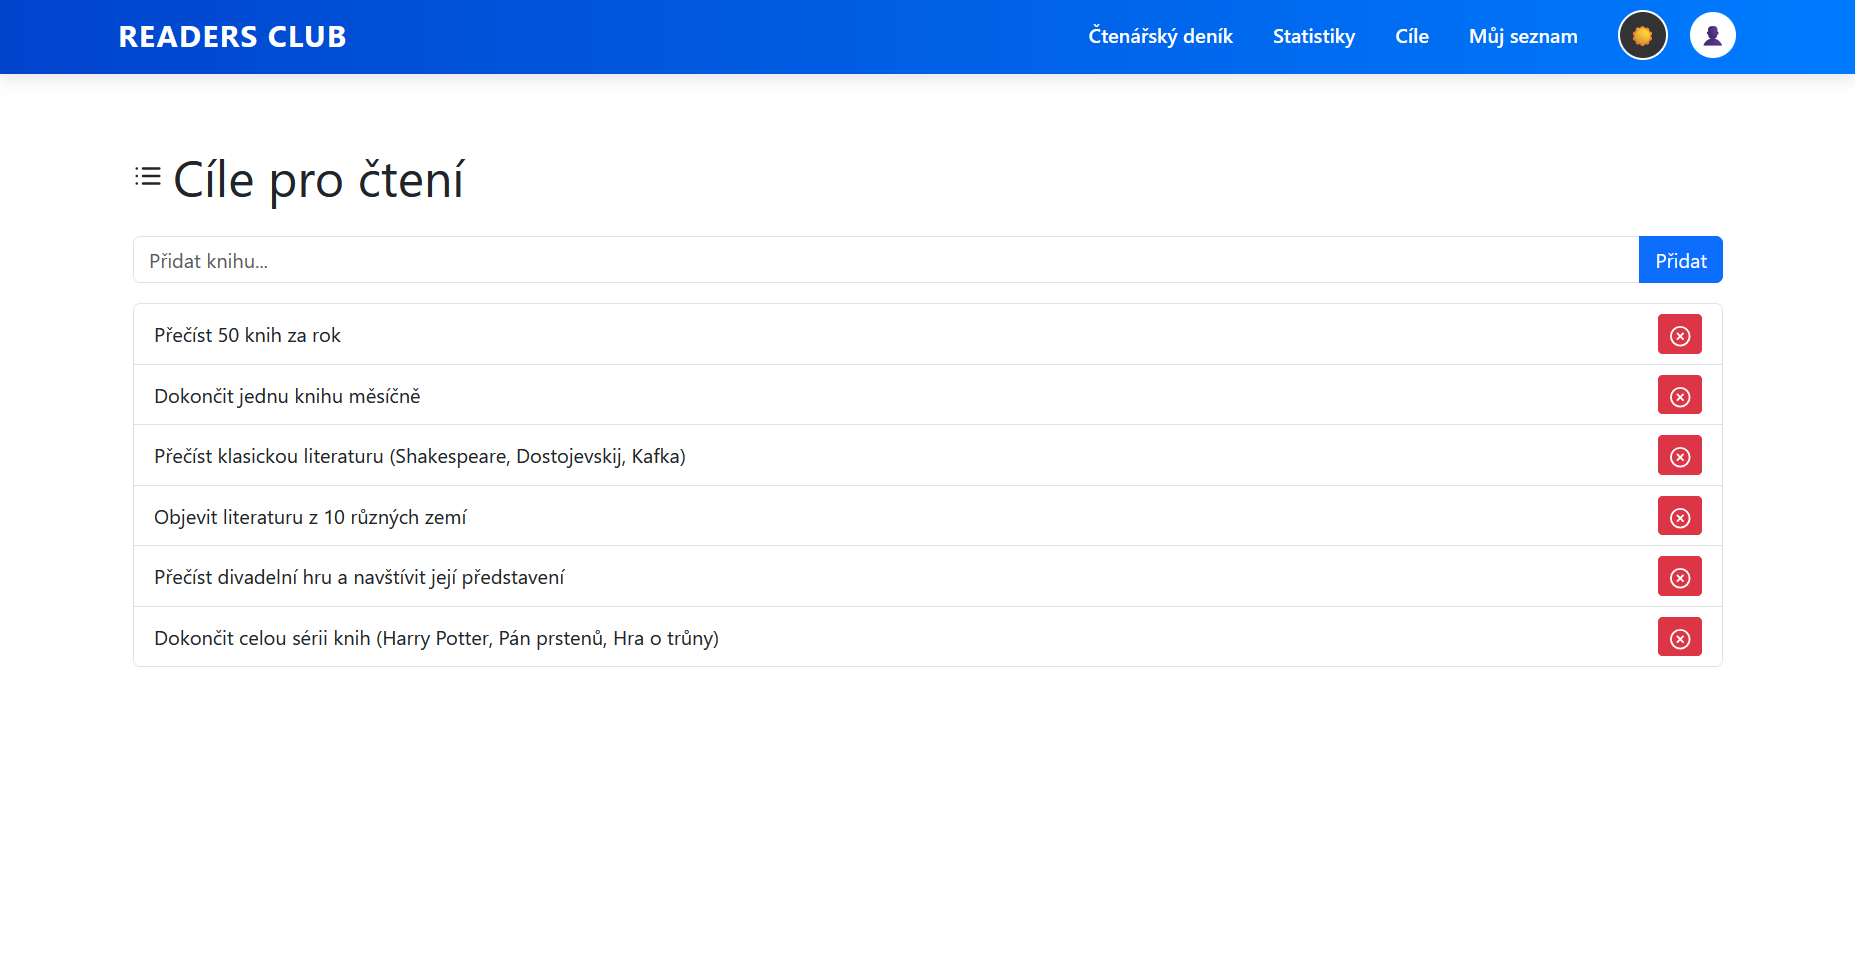 READERS CLUB
Čtenářský deník
Statistiky
Cíle
Můj seznam
Cíle pro čtení
Přidat knihu...
Přidat
Přečíst 50 knih za rok
Dokončit jednu knihu měsíčně
Přečíst klasickou literaturu (Shakespeare, Dostojevskij, Kafka)
Objevit literaturu z 10 různých zemí
Přečíst divadelní hru a navštívit její představení
Dokončit celou sérii knih (Harry Potter, Pán prstenů, Hra o trůny)